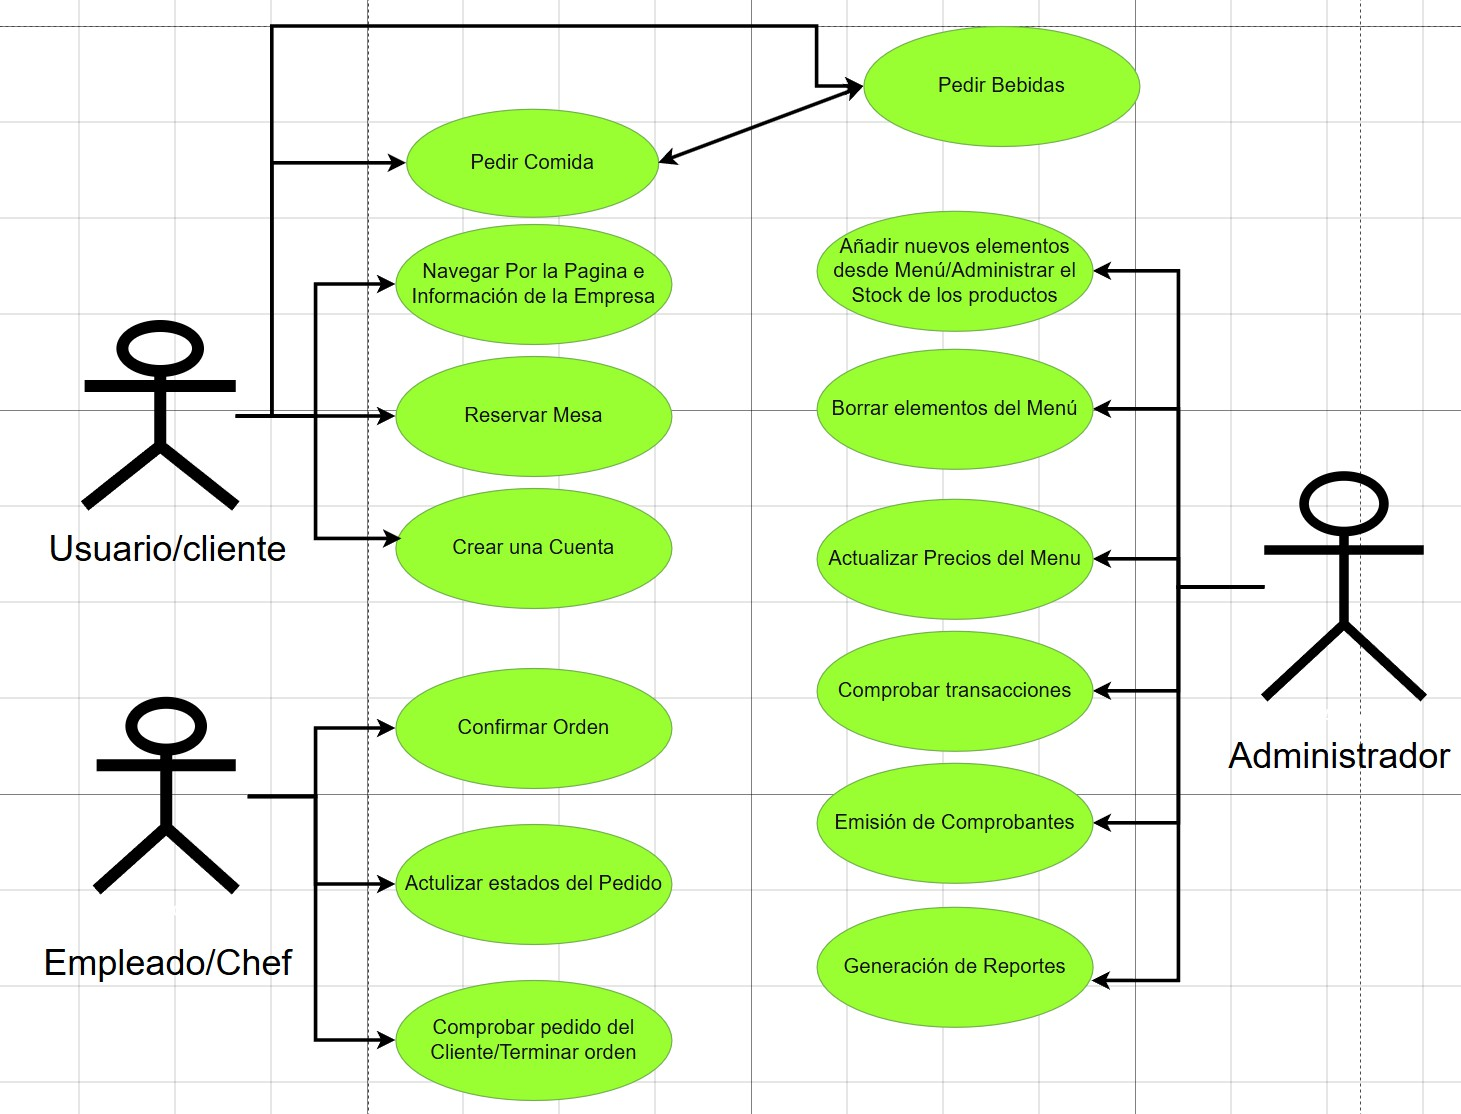 Pedir Bebidas
Pedir Comida
Navegar Por la Pagina e
Información de la Empresa
Reservar Mesa
Crear una Cuenta
Usuario/cliente
Añadir nuevos elementos
desde Menú/Administrar el
Stock de los productos
Borrar elementos del Menú
Actualizar Precios del Menu
Comprobar transacciones
Emisión de Comprobantes
Generación de Reportes
Administrador
Confirmar Orden
Actulizar estados del Pedido
Comprobar pedido del
Cliente/Terminar orden
Empleado/Chef